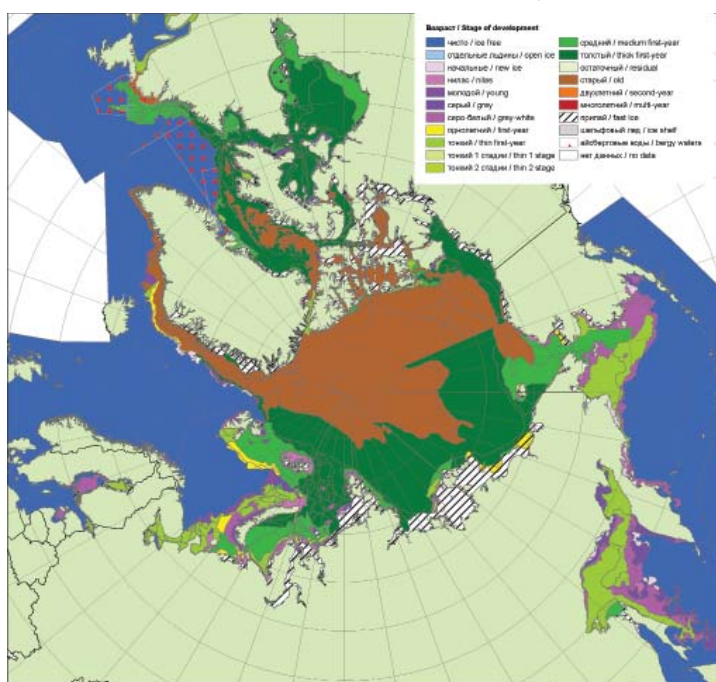 Возраст / Stage of development
чисто / ice free
отдельные льдины / open ice
начальные / new ice
нилас / nilas
молодой / young
серый / grey
серо-белый / grey-white
однолетний / first-year
тонкий / thin first-year
тонкий 1 стадии / thin 1 stage
тонкий 2 стадии / thin 2 stage
средний / medium first-year
толстый / thick first-year
остаточный / residual
старый / old
двухлетний / second-year
многолетний / multi-year
припай / fast ice
шельфовый лед / ice shelf
айсберговые воды / bergy waters
нет данных / no data